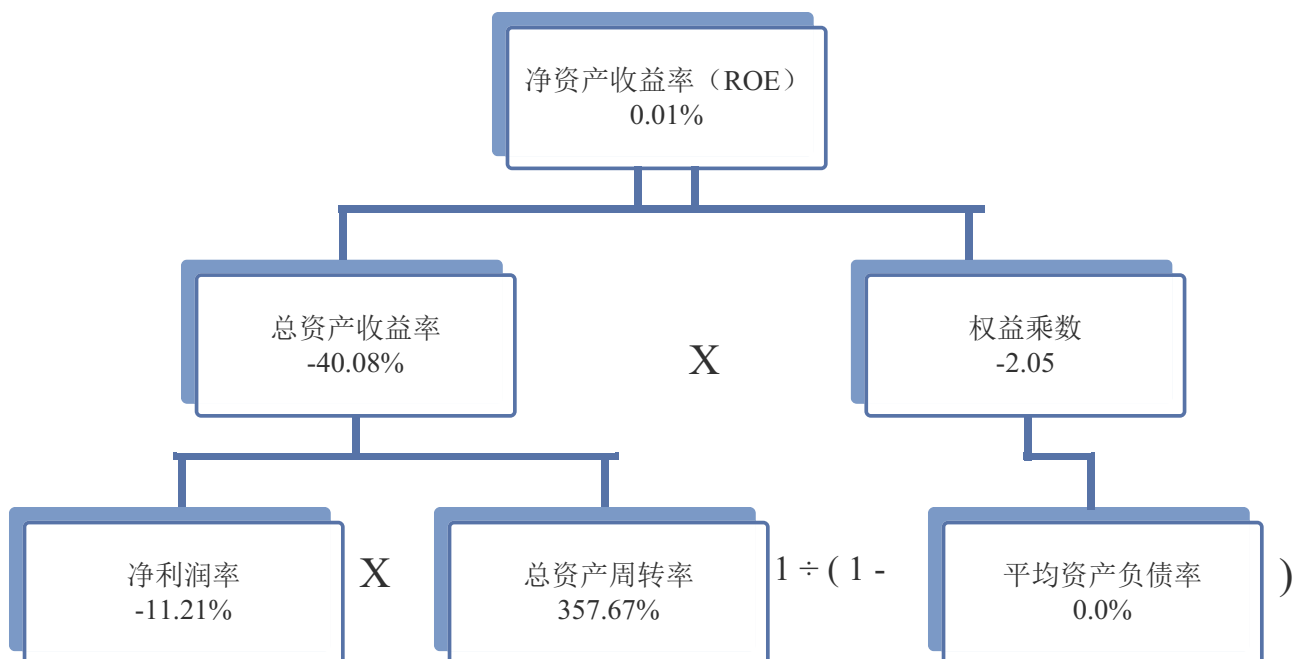 净资产收益率（ROE）
0.01%
总资产收益率
-40.08%
X
权益乘数
-2.05
净利润率
-11.21%
X
总资产周转率
357.67%
1 ÷ ( 1 -
平均资产负债率
0.0%
)